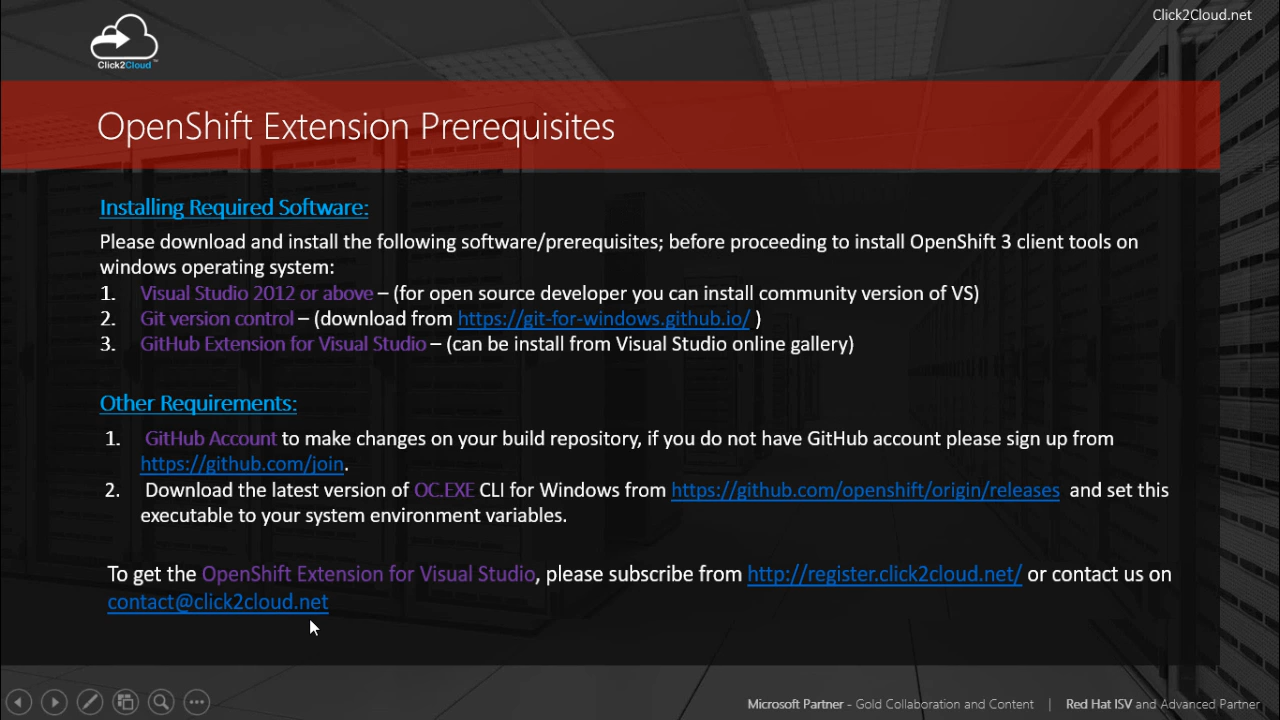 Click2Cloud.net
Click2Cloud™
OpenShift Extension Prerequisites
Installing Required Software:
Please download and install the following software/prerequisites; before proceeding to install OpenShift 3 client tools on
windows operating system:
1. Visual Studio 2012 or above – (for open source developer you can install community version of VS)
2. Git version control – (download from https://git-for-windows.github.io/ )
3. GitHub Extension for Visual Studio – (can be install from Visual Studio online gallery)
Other Requirements:
1. GitHub Account to make changes on your build repository, if you do not have GitHub account please sign up from
https://github.com/join.
2. Download the latest version of OC.EXE CLI for Windows from https://github.com/openshift/origin/releases and set this
executable to your system environment variables.
To get the OpenShift Extension for Visual Studio, please subscribe from http://register.click2cloud.net/ or contact us on
contact@click2cloud.net
Microsoft Partner - Gold Collaboration and Content | Red Hat ISV and Advanced Partner